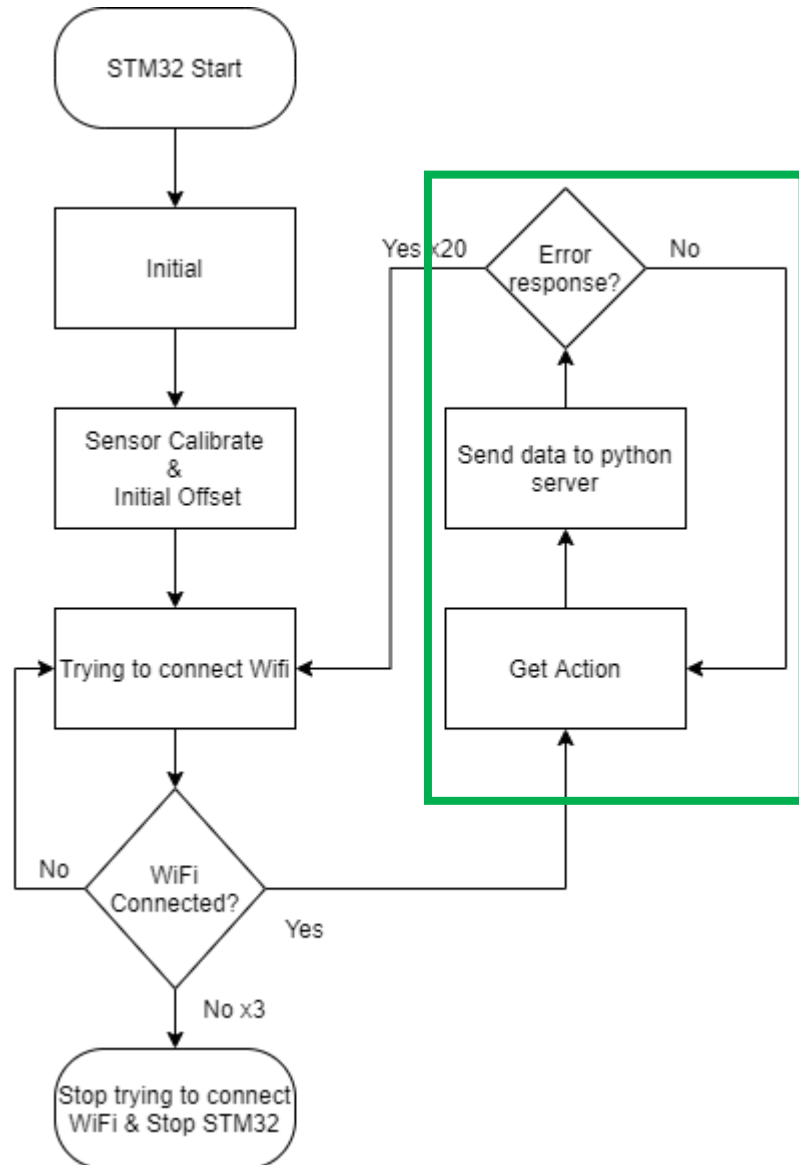 STM32 Start
Initial
Sensor Calibrate
&
Initial Offset
Trying to connect Wifi
WiFi
Connected?
No
Yes
No x3
Stop trying to connect
WiFi & Stop STM32
Yes x20
Error
response?
No
Send data to python
server
Get Action